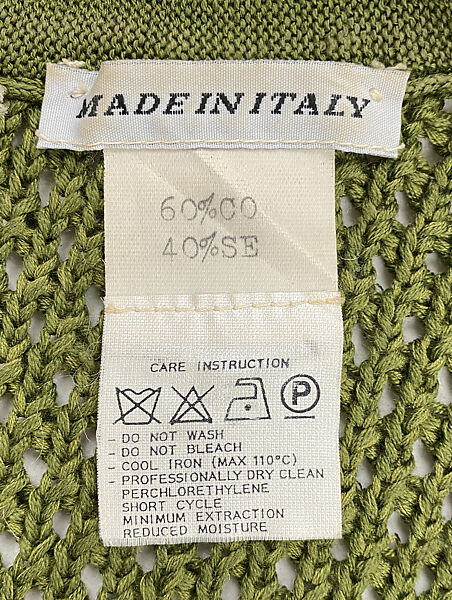 MADE IN ITALY
60%CO
40%SE
CARE INSTRUCTION
P
- DO NOT WASH
- DO NOT BLEACH
- COOL IRON (MAX 110°C)
- PROFESSIONALLY DRY CLEAN
PERCHLORETHYLENE
SHORT CYCLE
MINIMUM EXTRACTION
REDUCED MOISTURE